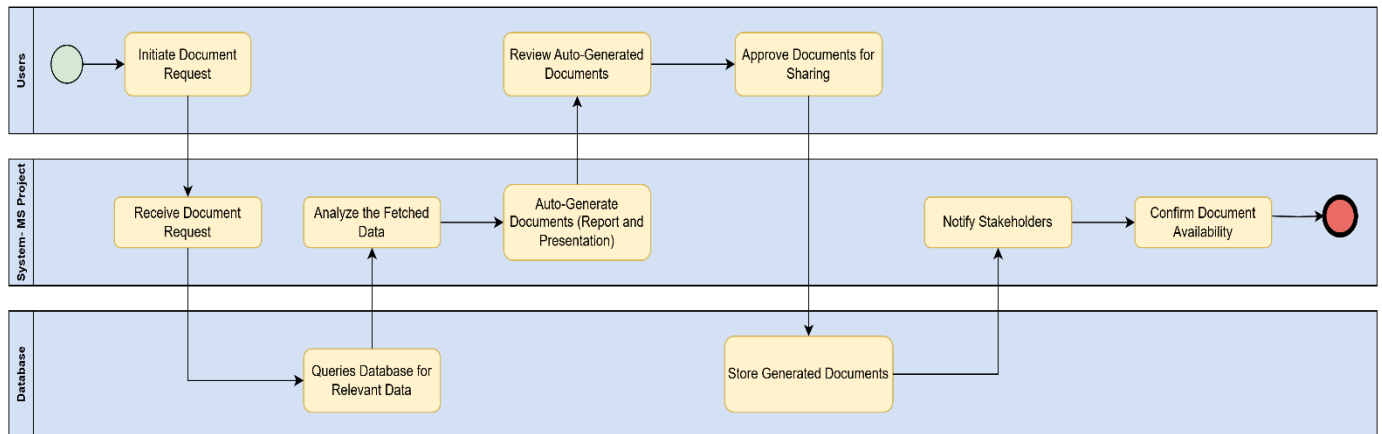 Users
Initiate Document
Request
Review Auto-Generated
Documents
Approve Documents for
Sharing
System- MS Project
Receive Document
Request
Analyze the Fetched
Data
Auto-Generate
Documents (Report and
Presentation)
Notify Stakeholders
Confirm Document
Availability
Database
Queries Database for
Relevant Data
Store Generated Documents